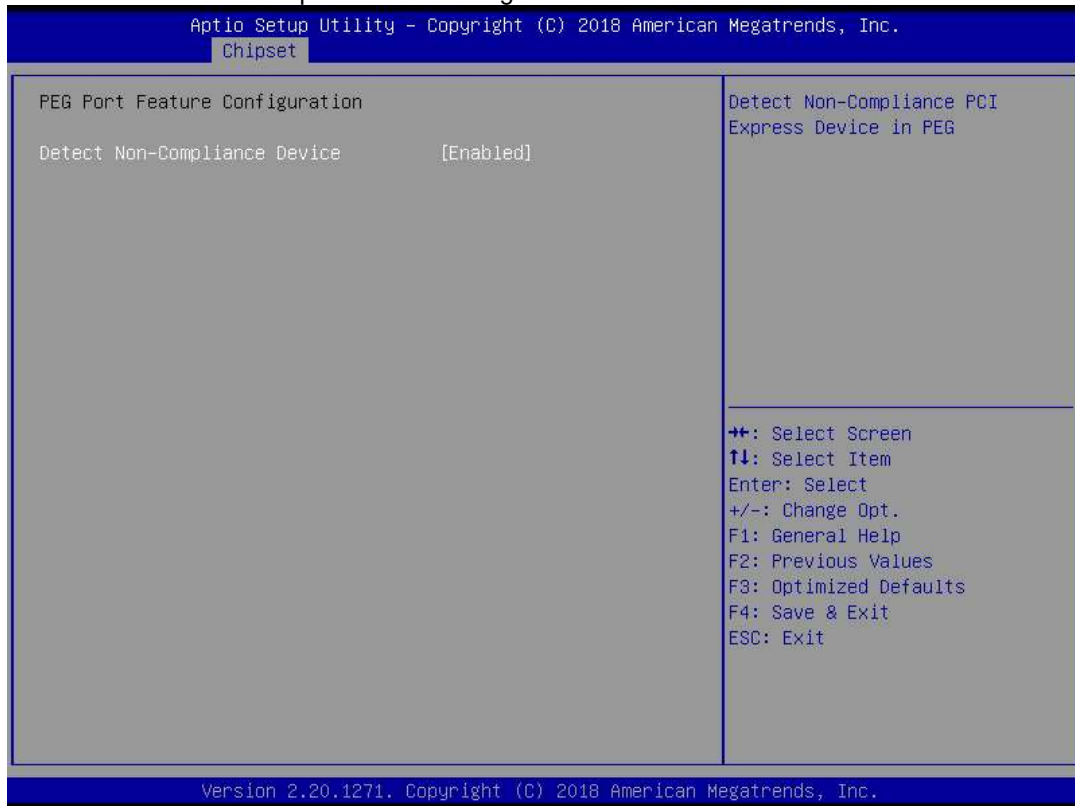 Aptio Setup Utility – Copyright (C) 2018 American Megatrends, Inc.
Chipset
PEG Port Feature Configuration
Detect Non-Compliance Device [Enabled]
Detect Non-Compliance PCI
Express Device in PEG
→←: Select Screen
↑↓: Select Item
Enter: Select
+/-: Change Opt.
F1: General Help
F2: Previous Values
F3: Optimized Defaults
F4: Save & Exit
ESC: Exit
Version 2.20.1271. Copyright (C) 2018 American Megatrends, Inc.